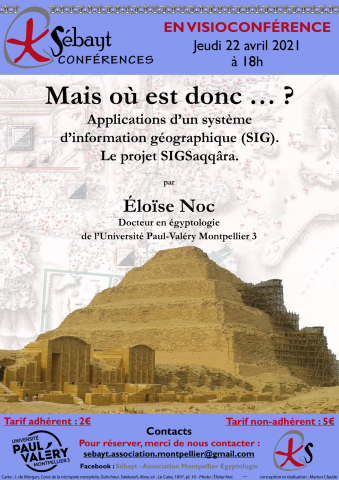 Sébayt
CONFÉRENCES
EN VISIOCONFÉRENCE
Jeudi 22 avril 2021
à 18h
Mais où est donc … ?
Applications d'un système
d'information géographique (SIG).
Le projet SIGSaqqâra.
par
Éloïse Noc
Docteur en égyptologie
de l'Université Paul-Valéry Montpellier 3
Tarif adhérent : 2€
Tarif non-adhérent : 5€
UNIVERSITÉ
PAUL
VALÉRY
MONTPELLIER 3
Contacts
Pour réserver, merci de nous contacter :
sebayt.association.montpellier@gmail.com
Facebook : Sébayt - Association Montpellier Égyptologie
Carte : J. de Morgan, Carte de la nécropole memphite, Dahchour, Sakkarah, Abou-sir, Le Caire, 1897, pl. 10 - Photo : Éloïse Noc — conception et réalisation : Marion Claude